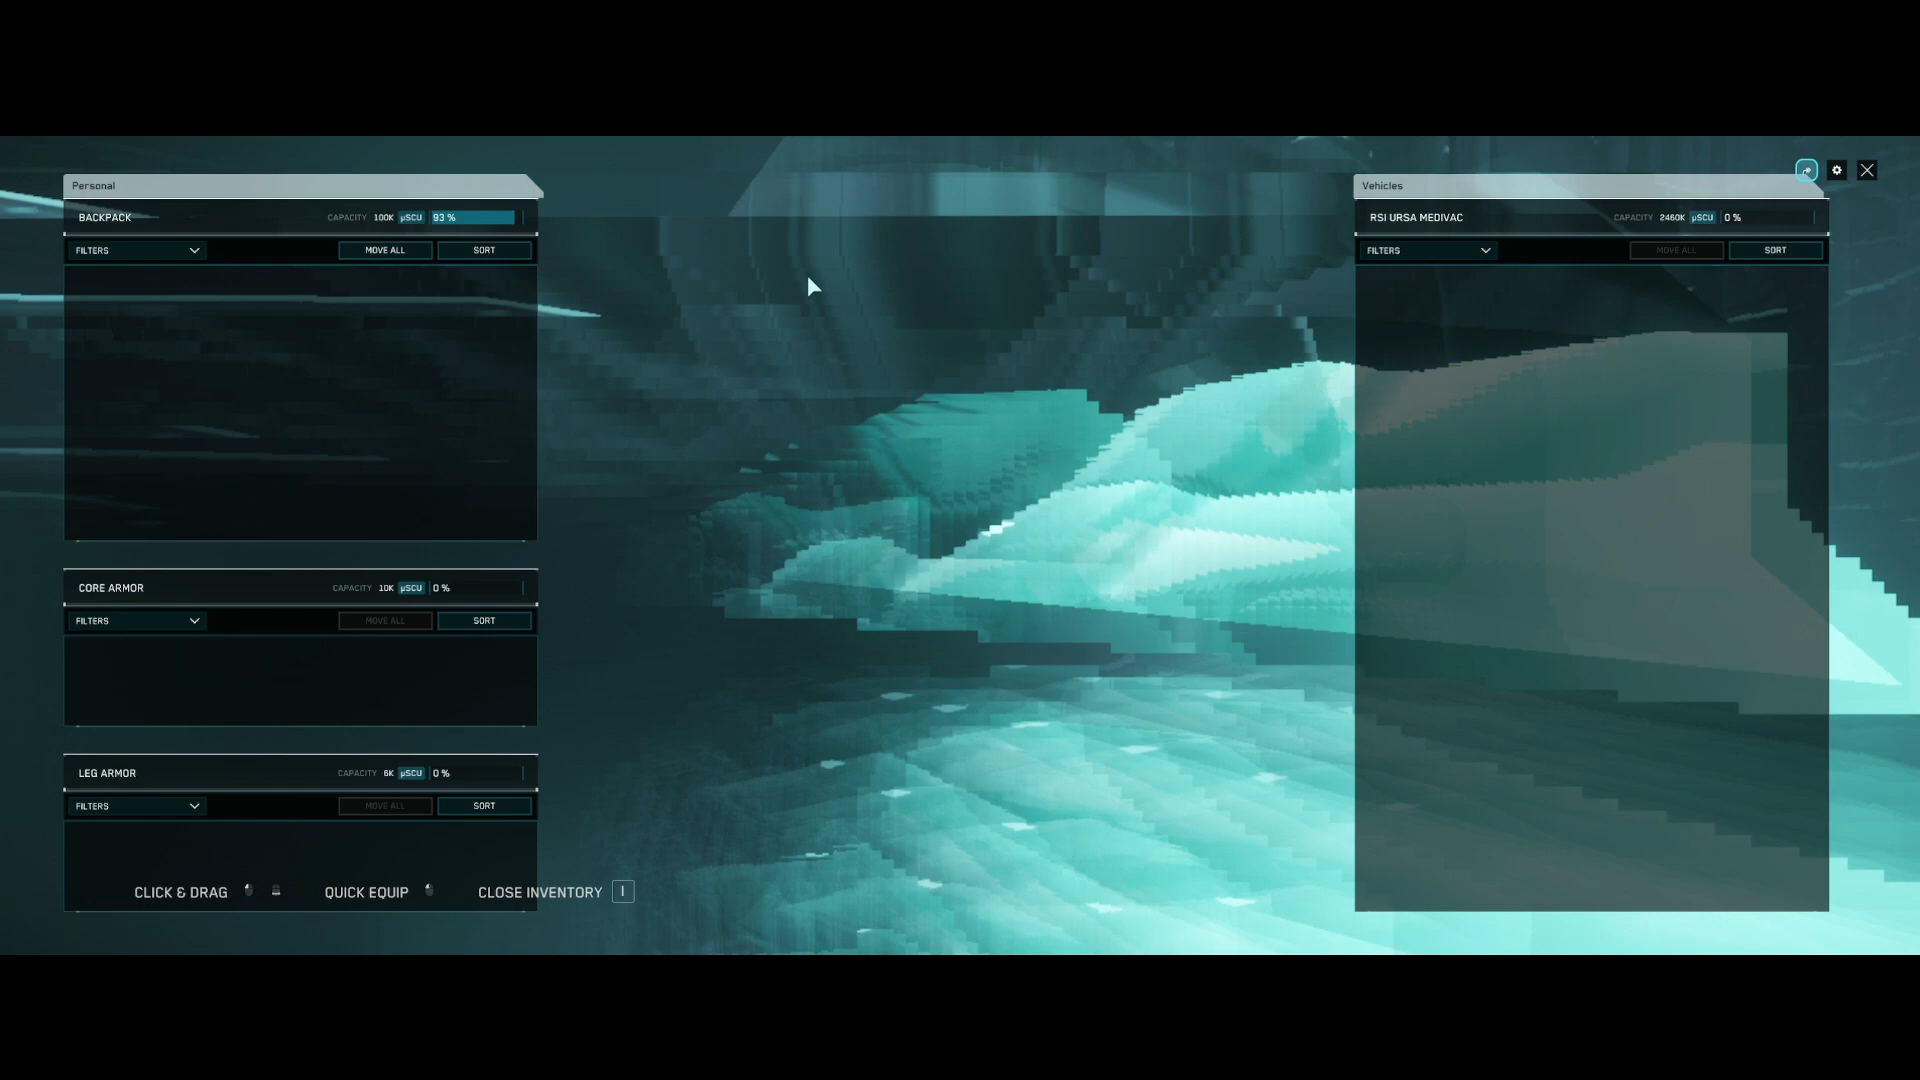 Personal
BACKPACK CAPACITY 100K µSCU 93 %
FILTERS MOVE ALL SORT
CORE ARMOR CAPACITY 10K µSCU 0 %
FILTERS MOVE ALL SORT
LEG ARMOR CAPACITY 6K µSCU 0 %
FILTERS MOVE ALL SORT
CLICK & DRAG QUICK EQUIP CLOSE INVENTORY I
Vehicles
RSI URSA MEDIVAC CAPACITY 2460K µSCU 0 %
FILTERS MOVE ALL SORT